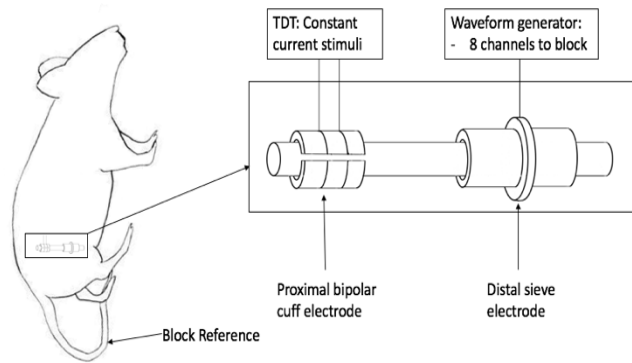 TDT: Constant
current stimuli
Waveform generator:
- 8 channels to block
Proximal bipolar
cuff electrode
Distal sieve
electrode
Block Reference